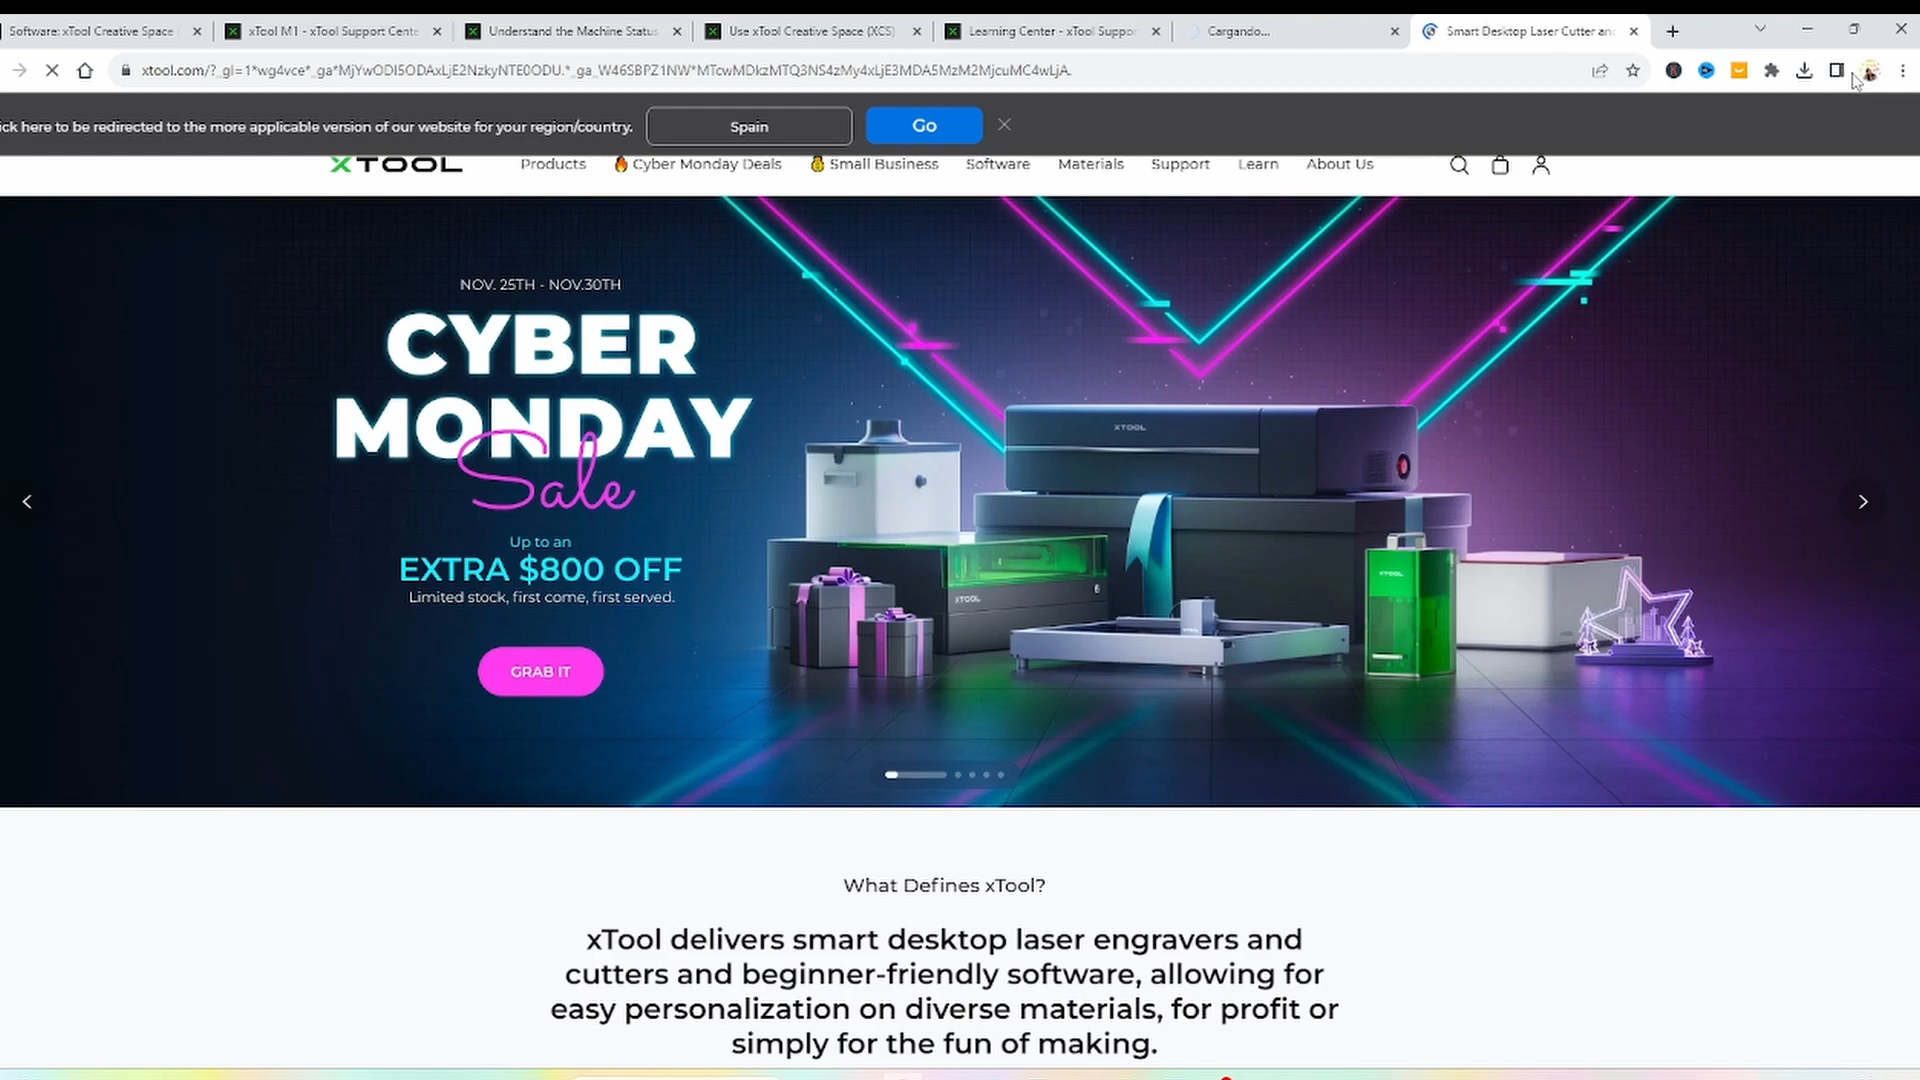 Software: xTool Creative Space
xTool M1 - xTool Support Cente
Understand the Machine Status
Use xTool Creative Space (XCS)
Learning Center - xTool Suppor
Cargando...
Smart Desktop Laser Cutter an
xtool.com/?_gl=1*wg4vce*_ga*MjYwODI5ODAxLjE2NzkyNTE0ODU.*_ga_W46SBPZ1NW*MTcwMDkzMTQ3NS4zMy4xLjE3MDA5MzM2MjcuMC4wLjA.
ick here to be redirected to the more applicable version of our website for your region/country.
Spain
Go
XTOOL
Products
Cyber Monday Deals
Small Business
Software
Materials
Support
Learn
About Us
NOV. 25TH - NOV.30TH
CYBER
MONDAY
Sale
Up to an
EXTRA $800 OFF
Limited stock, first come, first served.
GRAB IT
XTOOL
XTOOL
XTOOL
What Defines xTool?
xTool delivers smart desktop laser engravers and
cutters and beginner-friendly software, allowing for
easy personalization on diverse materials, for profit or
simply for the fun of making.